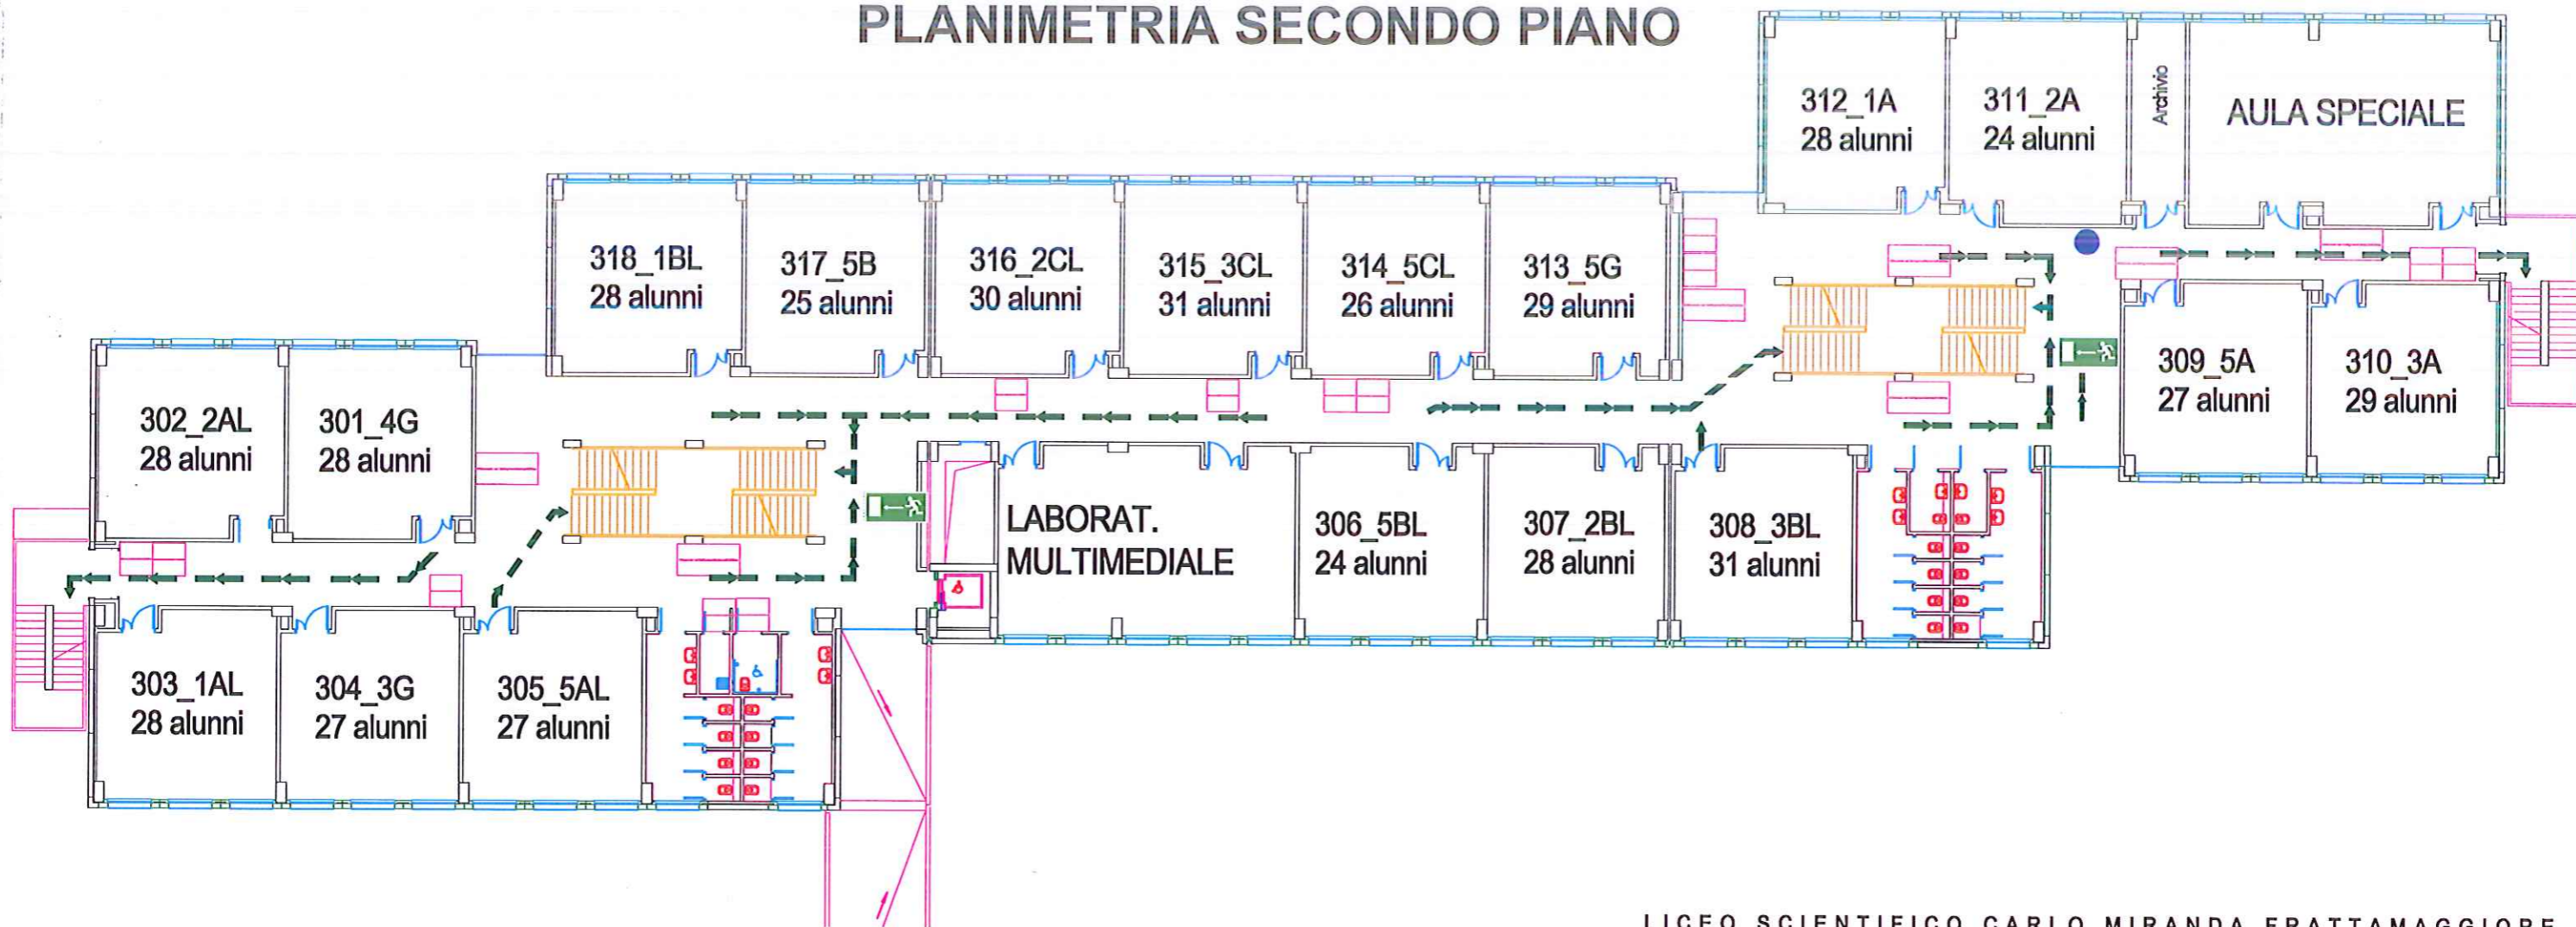 PLANIMETRIA SECONDO PIANO
312_1A
28 alunni
311_2A
24 alunni
Archivio
AULA SPECIALE
318_1BL
28 alunni
317_5B
25 alunni
316_2CL
30 alunni
315_3CL
31 alunni
314_5CL
26 alunni
313_5G
29 alunni
309_5A
27 alunni
310_3A
29 alunni
302_2AL
28 alunni
301_4G
28 alunni
LABORAT.
MULTIMEDIALE
306_5BL
24 alunni
307_2BL
28 alunni
308_3BL
31 alunni
303_1AL
28 alunni
304_3G
27 alunni
305_5AL
27 alunni
LICEO SCIENTIFICO CARLO MIRANDA FRATTAMAGGIORE